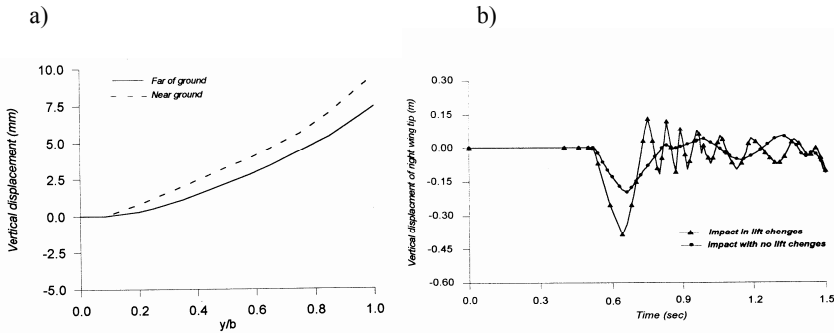 a)
b)
Vertical displacement (mm)
10.0
7.5
5.0
2.5
0.0
-2.5
-5.0
Far of ground
Near ground
0.0 0.2 0.4 0.6 0.8 1.0
y/b
Vertical displacment of right wing tip (m)
0.30
0.15
0.00
-0.15
-0.30
-0.45
-0.60
Impact in lift chenges
Impact with no lift chenges
0.0 0.3 0.6 0.9 1.2 1.5
Time (sec)